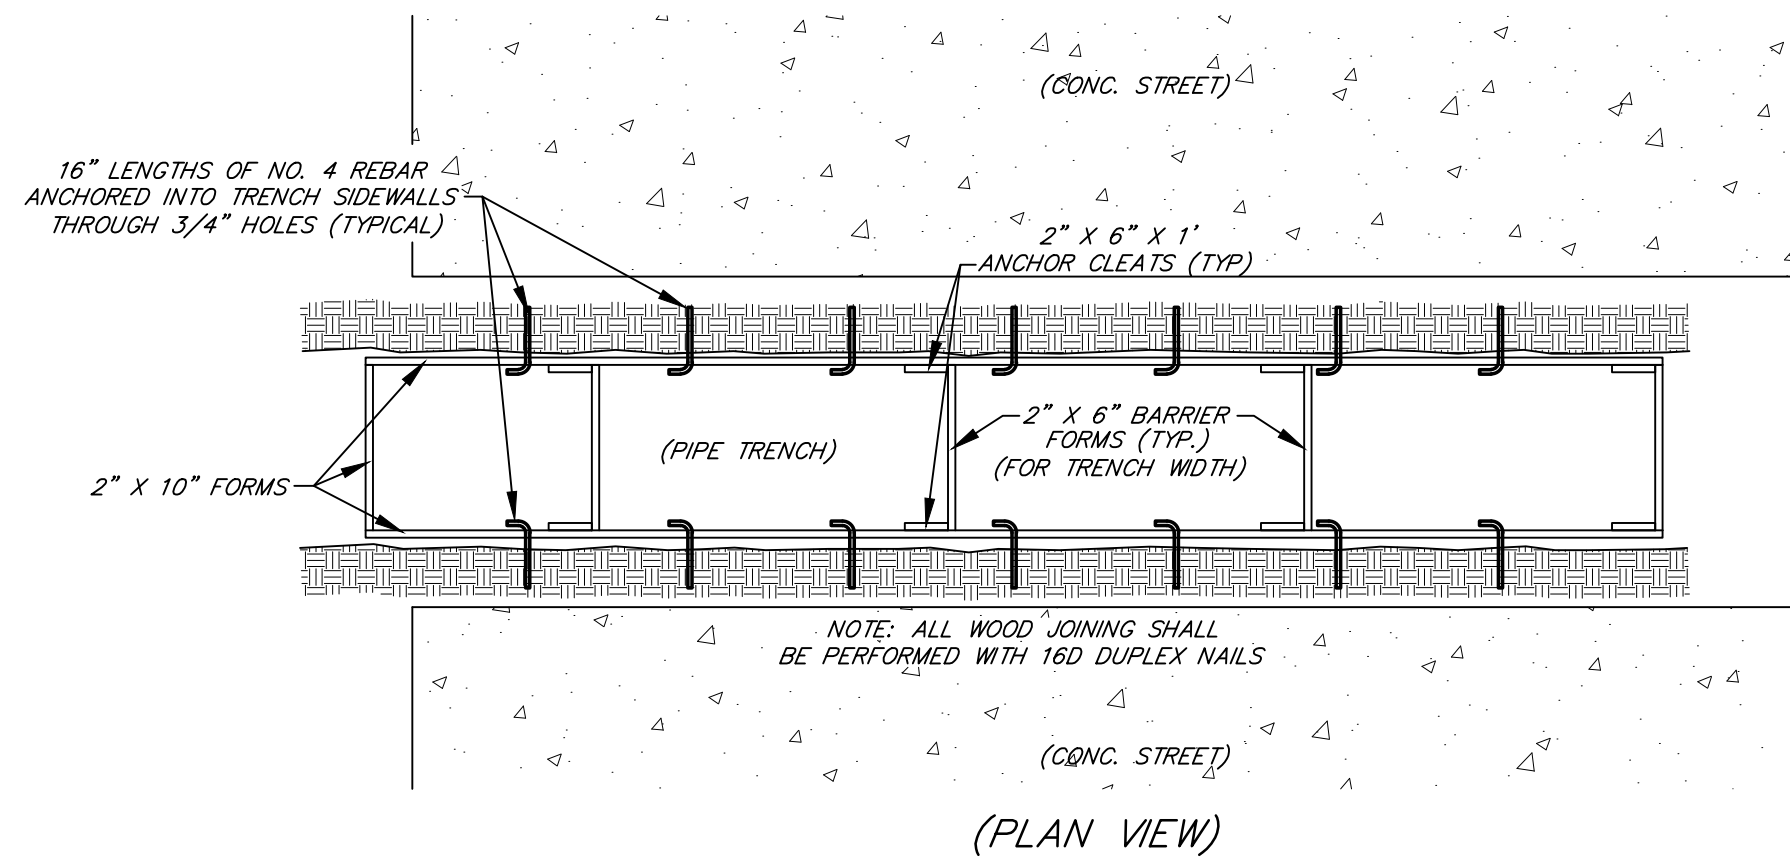 (CONC. STREET)
16" LENGTHS OF NO. 4 REBAR
ANCHORED INTO TRENCH SIDEWALLS
THROUGH 3/4" HOLES (TYPICAL)
2" X 6" X 1'
ANCHOR CLEATS (TYP)
2" X 10" FORMS
(PIPE TRENCH)
2" X 6" BARRIER
FORMS (TYP.)
(FOR TRENCH WIDTH)
NOTE: ALL WOOD JOINING SHALL
BE PERFORMED WITH 16D DUPLEX NAILS
(CONC. STREET)
(PLAN VIEW)